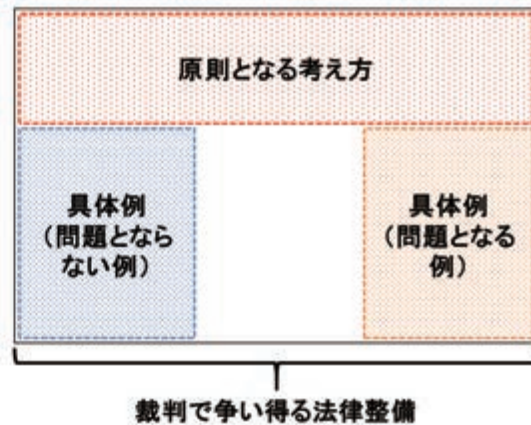 原則となる考え方
具体例
（問題となら
ない例）
具体例
（問題となる
例）
裁判で争い得る法律整備